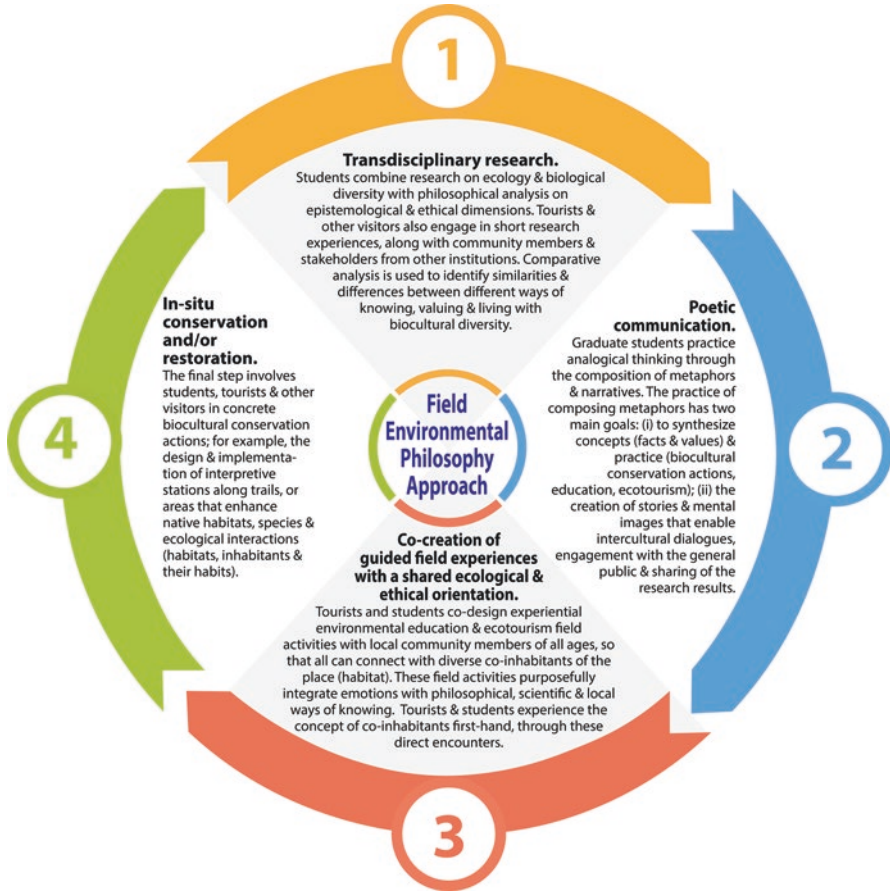 1
Transdisciplinary research.
Students combine research on ecology & biological
diversity with philosophical analysis on
epistemological & ethical dimensions. Tourists &
other visitors also engage in short research
experiences, along with community members &
stakeholders from other institutions. Comparative
analysis is used to identify similarities &
differences between different ways of
knowing, valuing & living with
biocultural diversity.
2
Poetic
communication.
Graduate students practice
analogical thinking through
the composition of metaphors
& narratives. The practice of
composing metaphors has two
main goals: (i) to synthesize
concepts (facts & values) &
practice (biocultural
conservation actions,
education, ecotourism); (ii) the
creation of stories & mental
images that enable
intercultural dialogues,
engagement with the general
public & sharing of the
research results.
Field
Environmental
Philosophy
Approach
Co-creation of
guided field experiences
with a shared ecological &
ethical orientation.
Tourists and students co-design experiential
environmental education & ecotourism field
activities with local community members of all ages, so
that all can connect with diverse co-inhabitants of the
place (habitat). These field activities purposefully
integrate emotions with philosophical, scientific & local
ways of knowing. Tourists & students experience the
concept of co-inhabitants first-hand, through these
direct encounters.
3
In-situ
conservation
and/or
restoration.
The final step involves
students, tourists & other
visitors in concrete
biocultural conservation
actions; for example, the
design & implementa-
tion of interpretive
stations along trails, or
areas that enhance
native habitats, species &
ecological interactions
(habitats, inhabitants &
their habits).
4